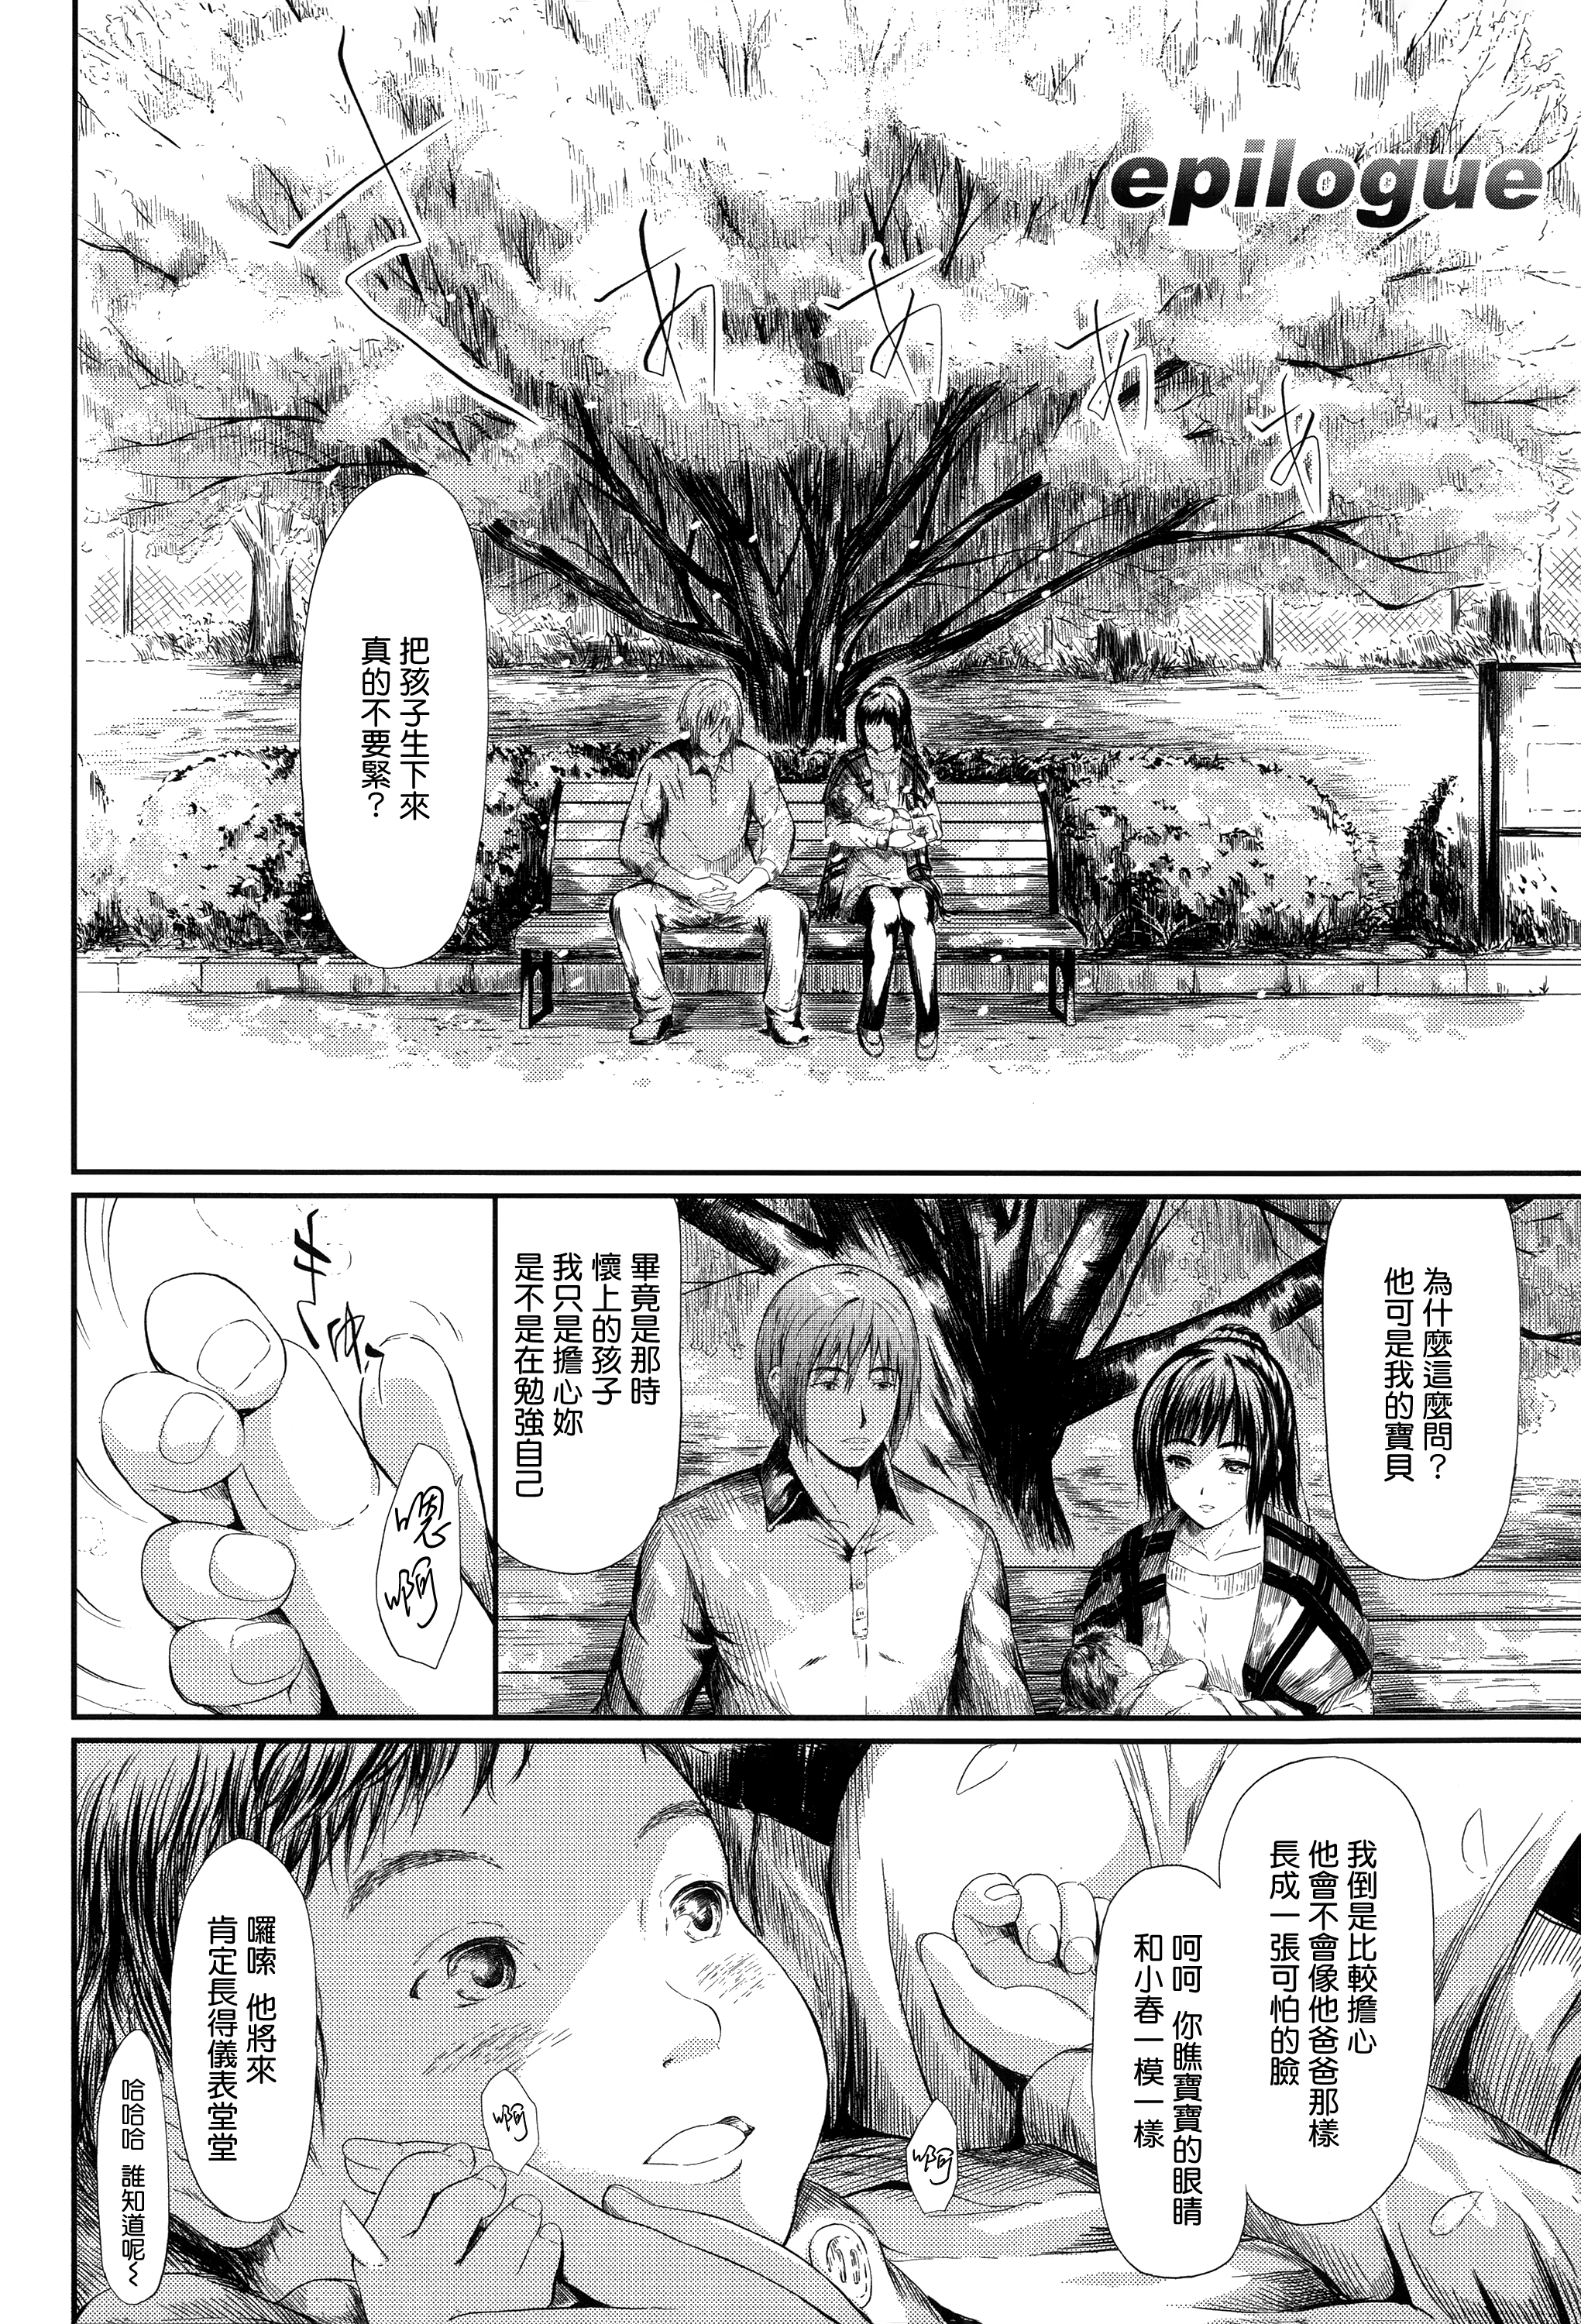 epilogue
さぁぁぁぁ
把孩子生下來
真的不要緊？
為什麼這麼問？
他可是我的寶貝
畢竟是那時
懷上的孩子
我只是擔心妳
是不是在勉強自己
キゅ
嗯
啊
我倒是比較擔心
他會不會像他爸爸那樣
長成一張可怕的臉
呵呵 你瞧寶寶的眼睛
和小春一模一樣
啊
啊
囉嗦 他將來
肯定長得儀表堂堂
哈哈哈 誰知道呢～